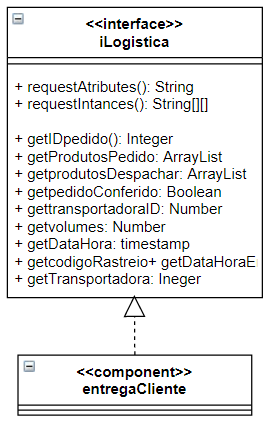 <<interface>>
iLogistica
+ requestAtributes(): String
+ requestIntances(): String[][]
+ getIDpedido(): Integer
+ getProdutosPedido: ArrayList
+ getprodutosDespachar: ArrayList
+ getpedidoConferido: Boolean
+ gettransportadoraID: Number
+ getvolumes: Number
+ getDataHora: timestamp
+ getcodigoRastreio+ getDataHoraE
+ getTransportadora: Ineger
<<component>>
entregaCliente